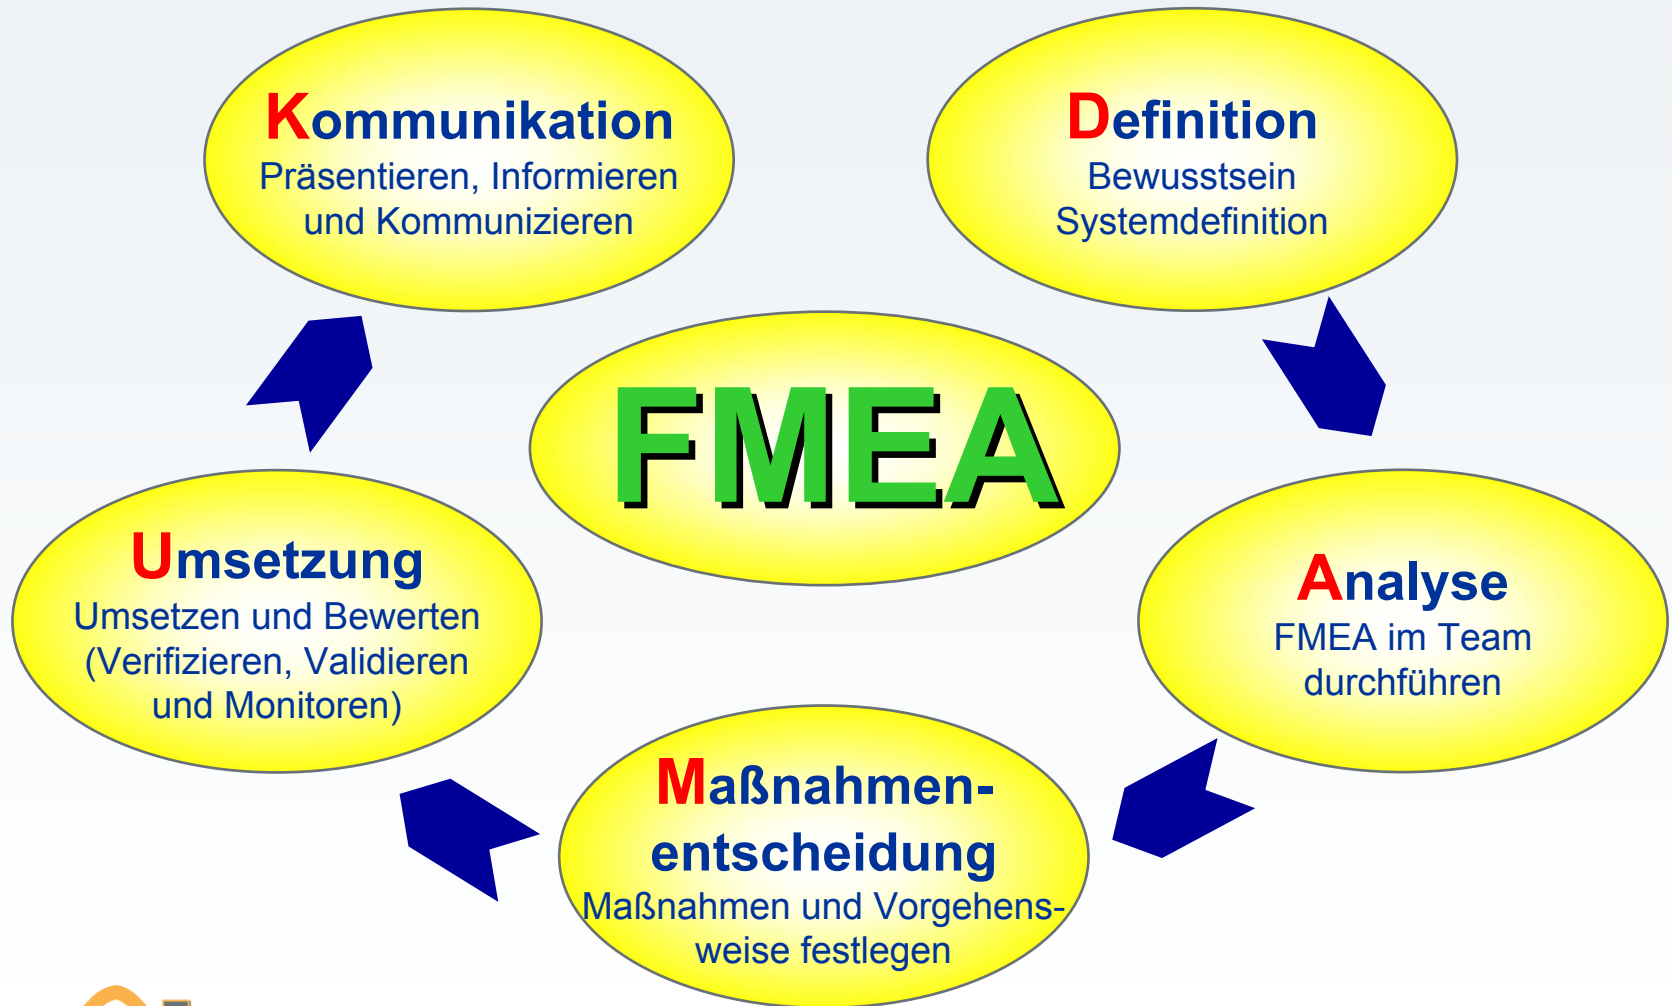 Kommunikation
Präsentieren, Informieren
und Kommunizieren
Definition
Bewusstsein
Systemdefinition
FMEA
Umsetzung
Umsetzen und Bewerten
(Verifizieren, Validieren
und Monitoren)
Analyse
FMEA im Team
durchführen
Maßnahmen-
entscheidung
Maßnahmen und Vorgehens-
weise festlegen